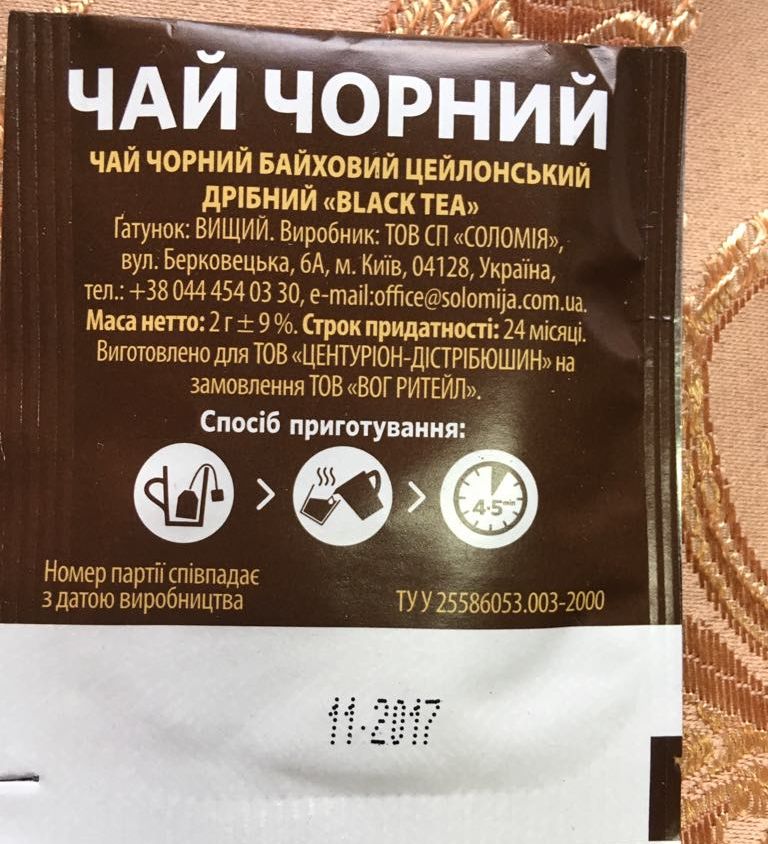 ЧАЙ ЧОРНИЙ
ЧАЙ ЧОРНИЙ БАЙХОВИЙ ЦЕЙЛОНСЬКИЙ
ДРІБНИЙ «BLACK TEA»
Ґатунок: ВИЩИЙ. Виробник: ТОВ СП «СОЛОМІЯ»,
вул. Берковецька, 6А, м. Київ, 04128, Україна,
тел.: +38 044 454 03 30, e-mail:office@solomija.com.ua.
Маса нетто: 2 г ± 9 %. Строк придатності: 24 місяці.
Виготовлено для ТОВ «ЦЕНТУРІОН-ДІСТРІБЮШИН» на
замовлення ТОВ «ВОГ РИТЕЙЛ».
Спосіб приготування:
> >
4-5 min
Номер партії співпадає
з датою виробництва
ТУ У 25586053.003-2000
11.2017